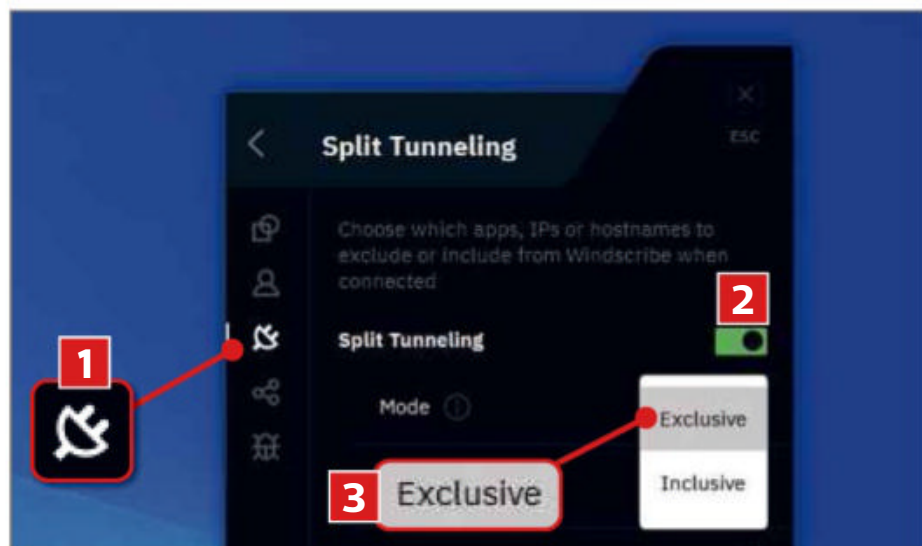 ESC
Split Tunneling
Choose which apps, IPs or hostnames to
exclude or include from Windscribe when
connected
2
Split Tunneling
1
Mode
Exclusive
Inclusive
3 Exclusive